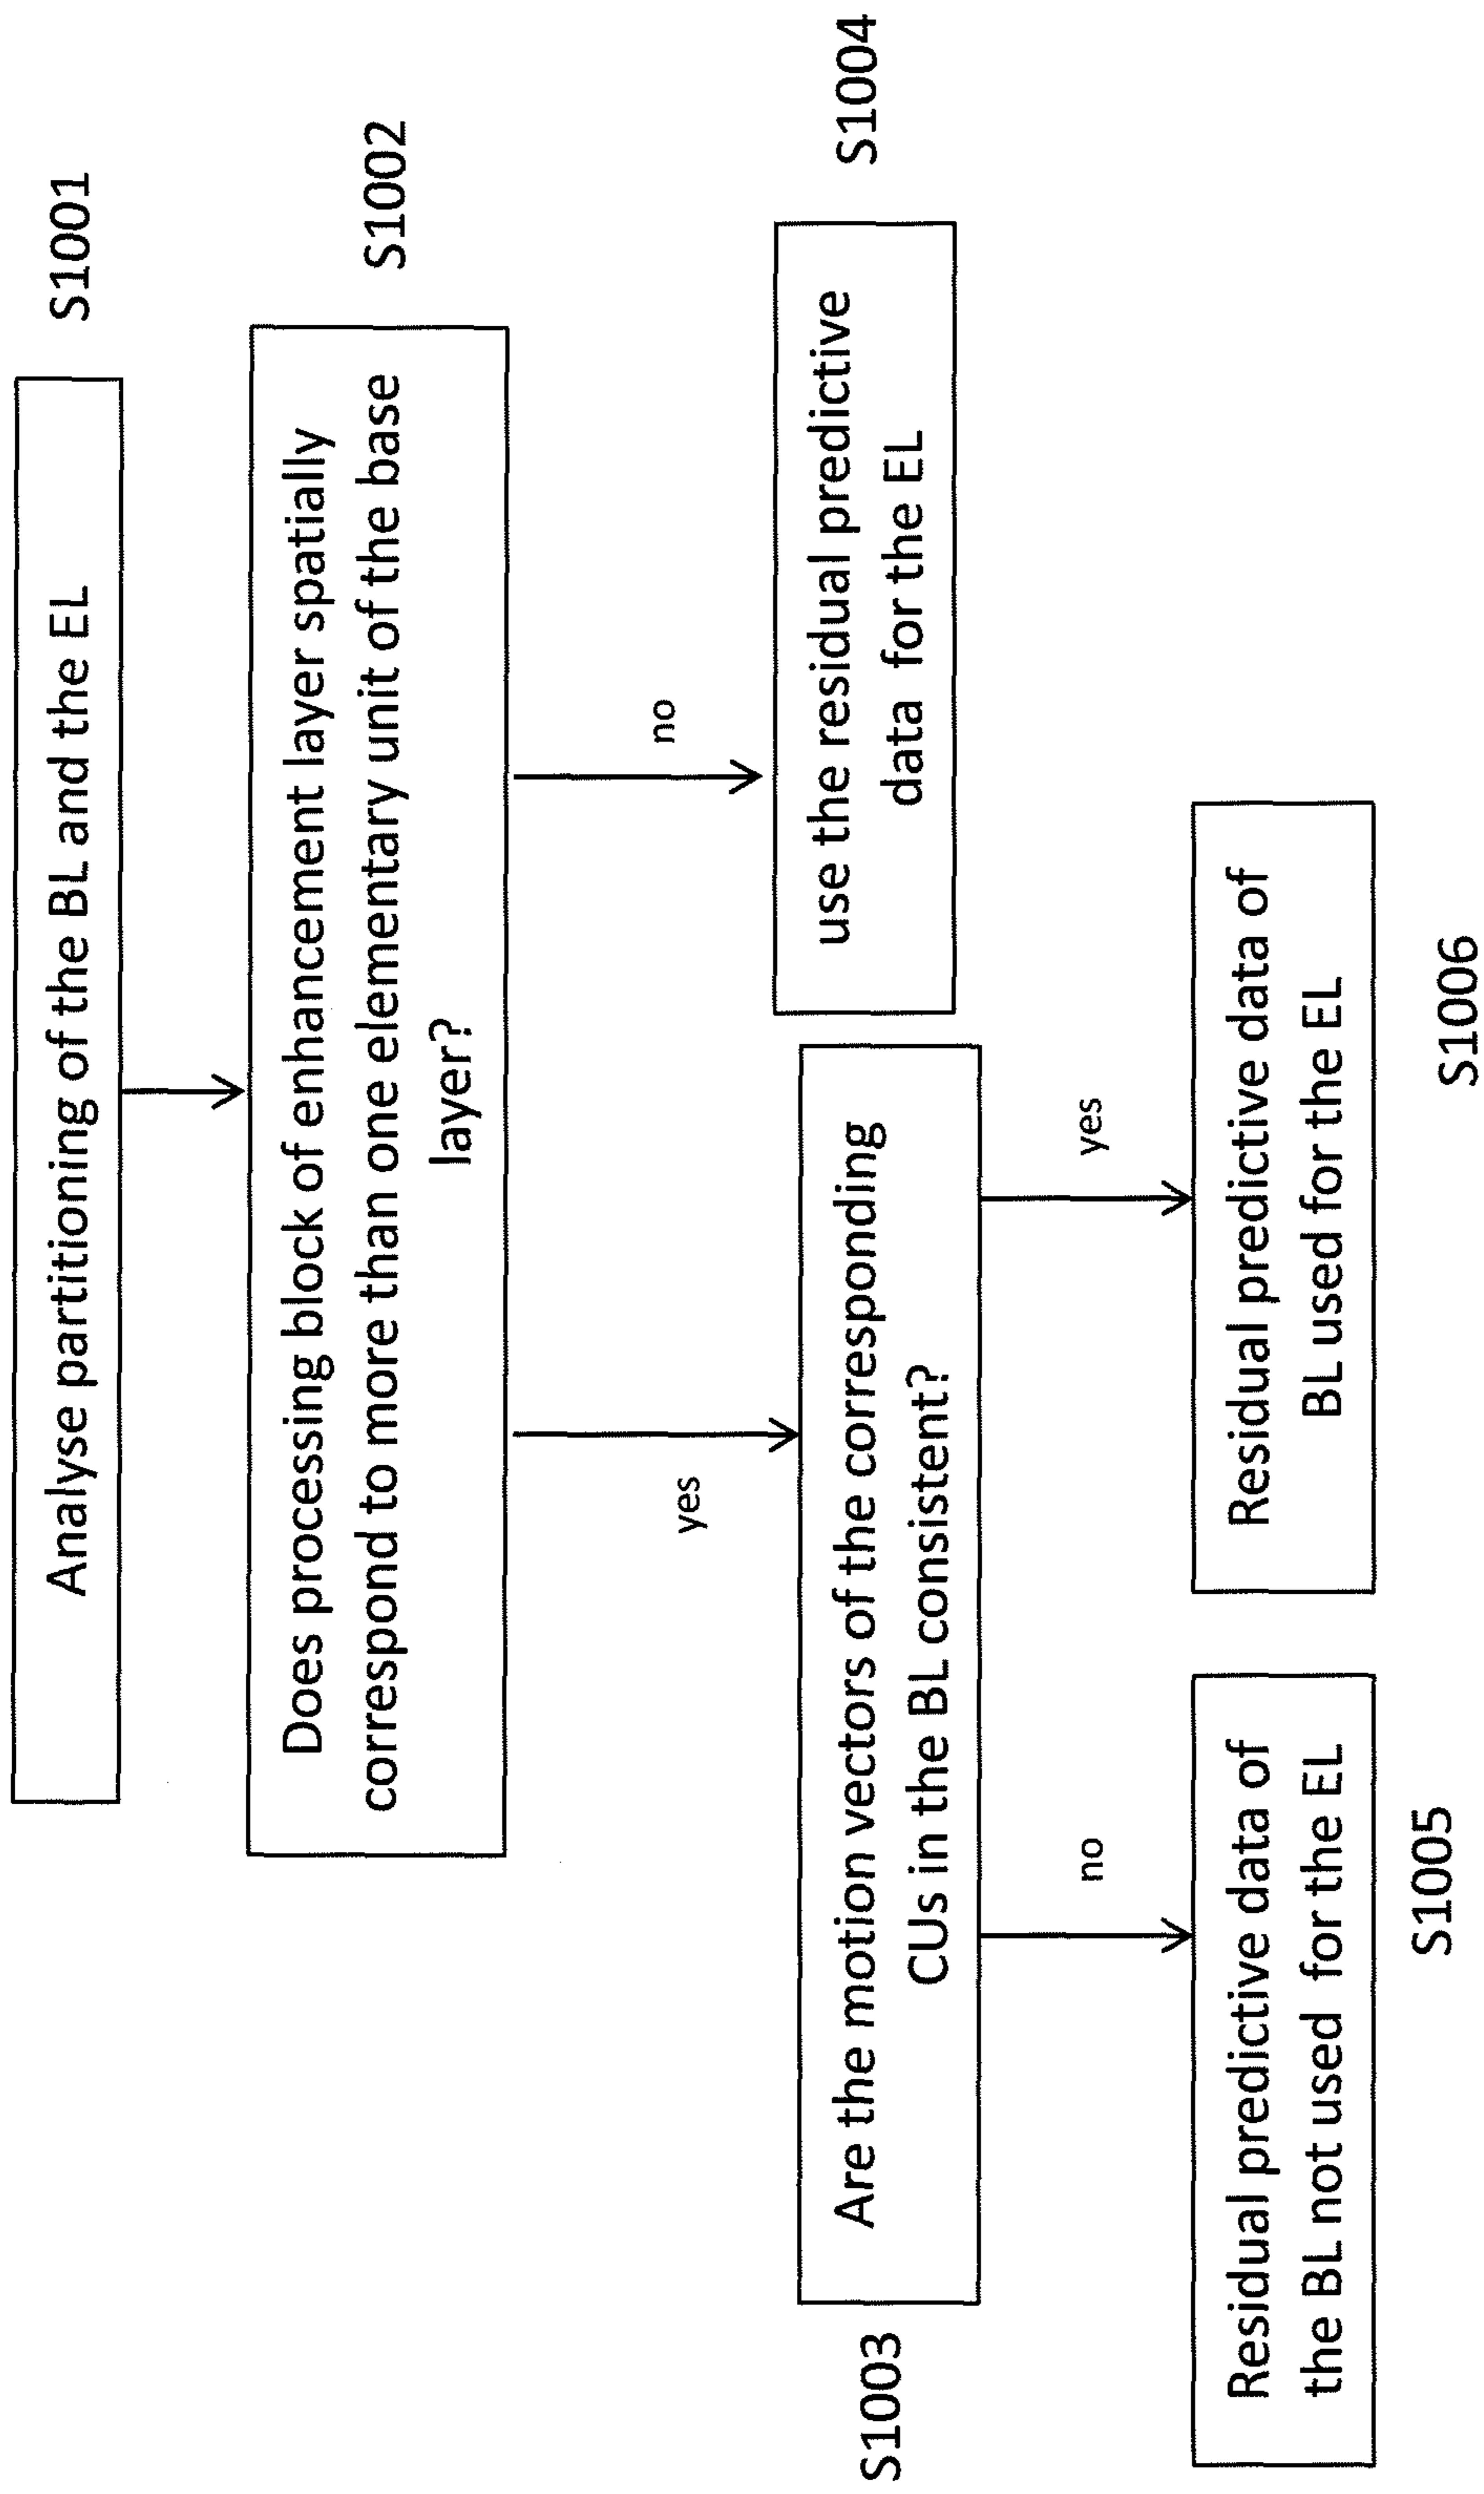 Analyse partitioning of the BL and the EL
S1001
Does processing block of enhancement layer spatially
correspond to more than one elementary unit of the base
layer?
S1002
yes
no
S1003
Are the motion vectors of the corresponding
CUs in the BL consistent?
use the residual predictive
data for the EL
S1004
no
yes
Residual predictive data of
the BL not used for the EL
S1005
Residual predictive data of
BL used for the EL
S1006